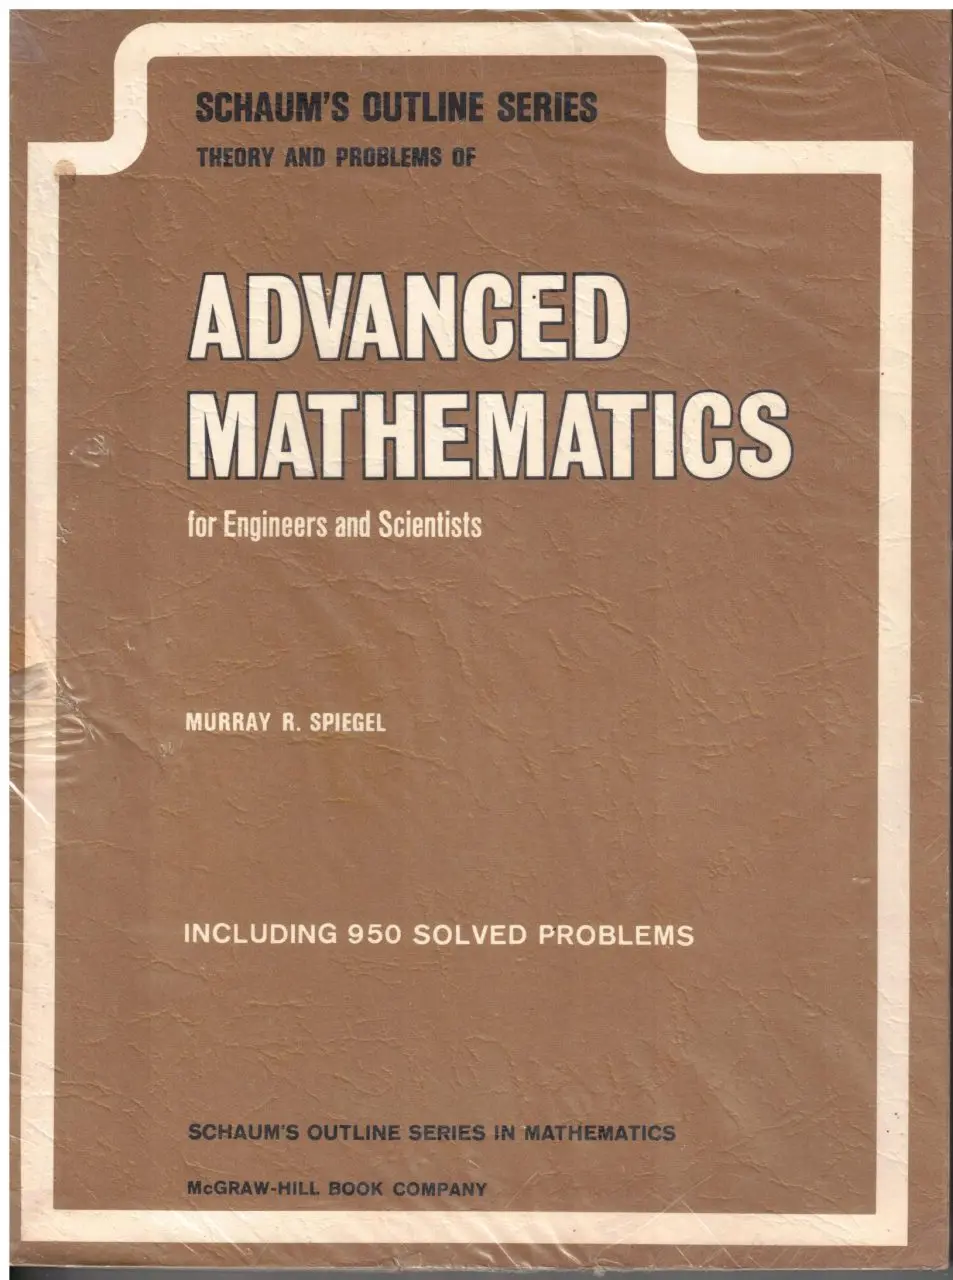 SCHAUM'S OUTLINE SERIES
THEORY AND PROBLEMS OF
ADVANCED
MATHEMATICS
for Engineers and Scientists
MURRAY R. SPIEGEL
INCLUDING 950 SOLVED PROBLEMS
SCHAUM'S OUTLINE SERIES IN MATHEMATICS
McGRAW-HILL BOOK COMPANY